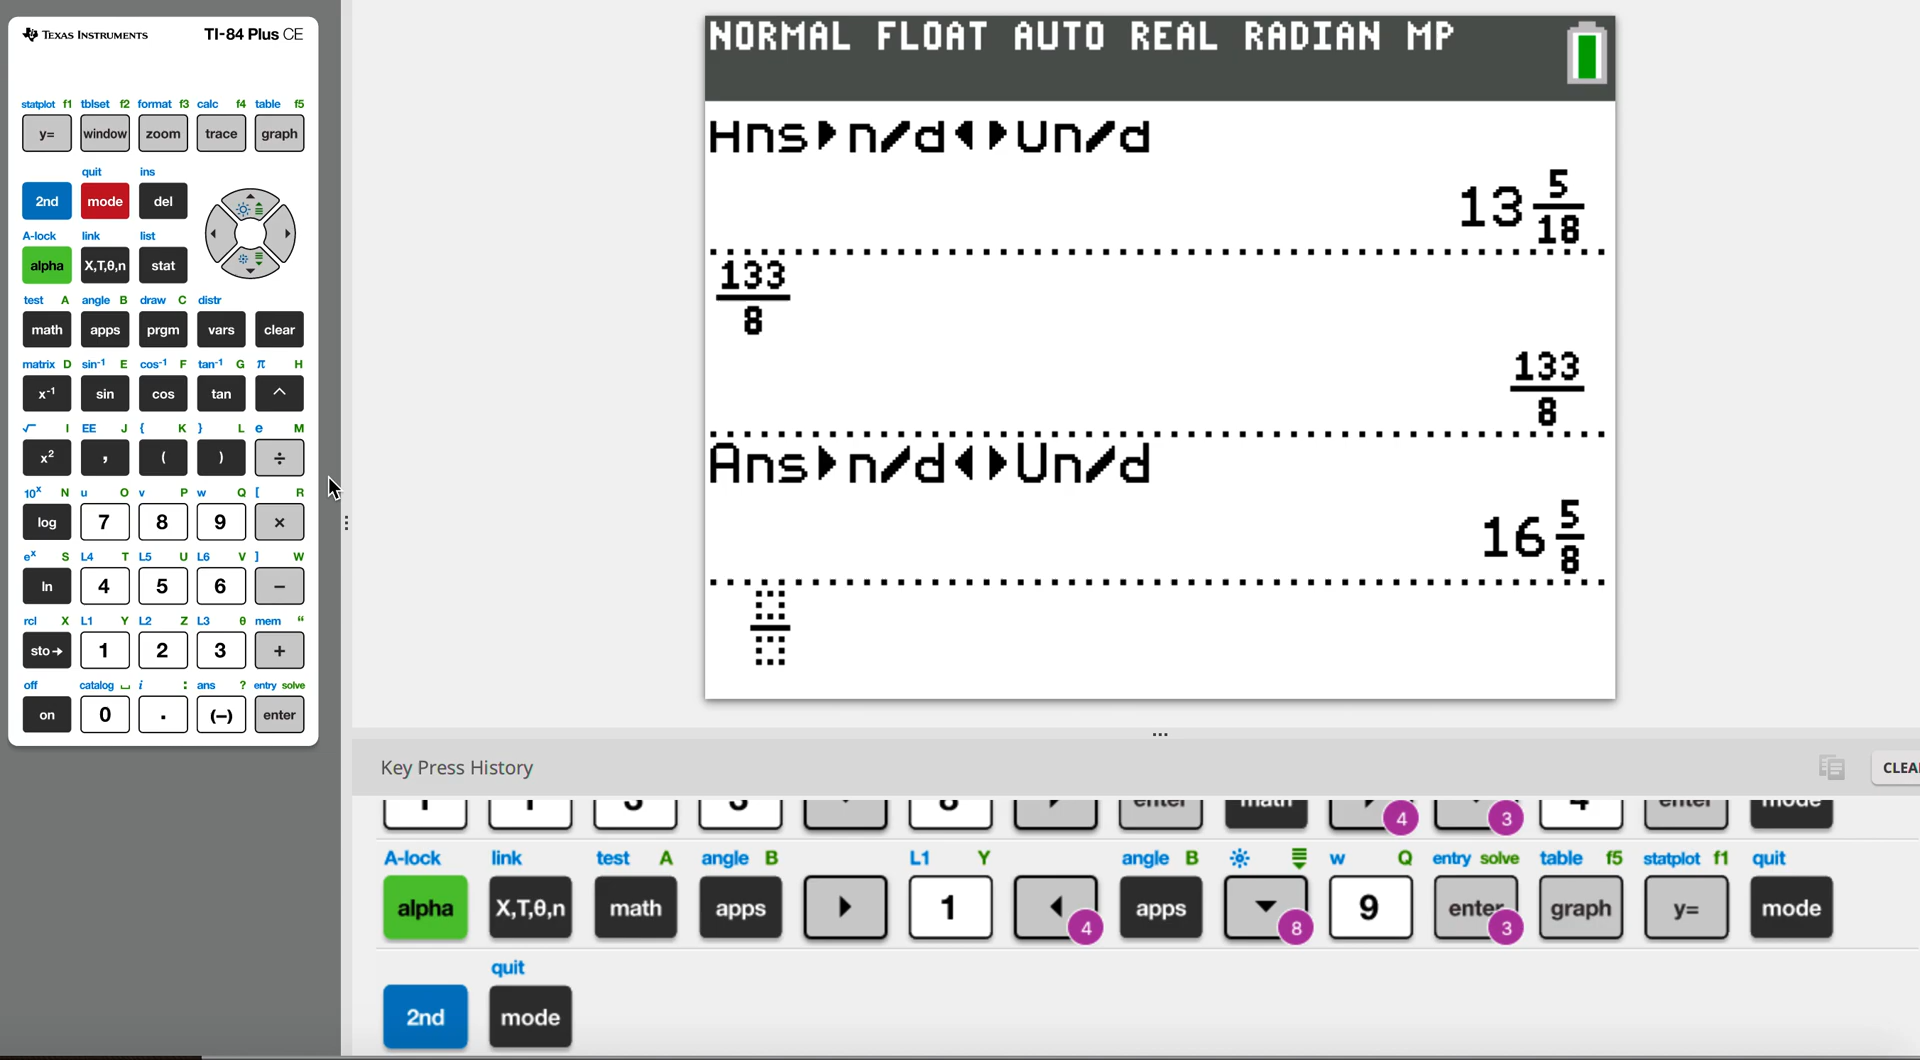 TEXAS INSTRUMENTS TI-84 Plus CE
statplot f1 tblset f2 format f3 calc f4 table f5
y= window zoom trace graph
quit ins
2nd mode del
A-lock link list
alpha X,T,θ,n stat
test A angle B draw C distr
math apps prgm vars clear
matrix D sin⁻¹ E cos⁻¹ F tan⁻¹ G π H
x⁻¹ sin cos tan ^
√ I EE J { K } L e M
x² , ( ) ÷
10ˣ N u O v P w Q [ R
log 7 8 9 ×
eˣ S L4 T L5 U L6 V ] W
ln 4 5 6 −
rcl X L1 Y L2 Z L3 θ mem “
sto→ 1 2 3 +
off catalog ⎵ i : ans ? entry solve
on 0 . (−) enter
NORMAL FLOAT AUTO REAL RADIAN MP
Hns▶n/d◀▶Un/d
13 5/18
133/8
133/8
Ans▶n/d◀▶Un/d
16 5/8
Key Press History
CLEA
enter math 4 3 4 enter mode
A-lock link test A angle B L1 Y angle B w Q entry solve table f5 statplot f1 quit
alpha X,T,θ,n math apps 1 4 apps 8 9 enter 3 graph y= mode
quit
2nd mode